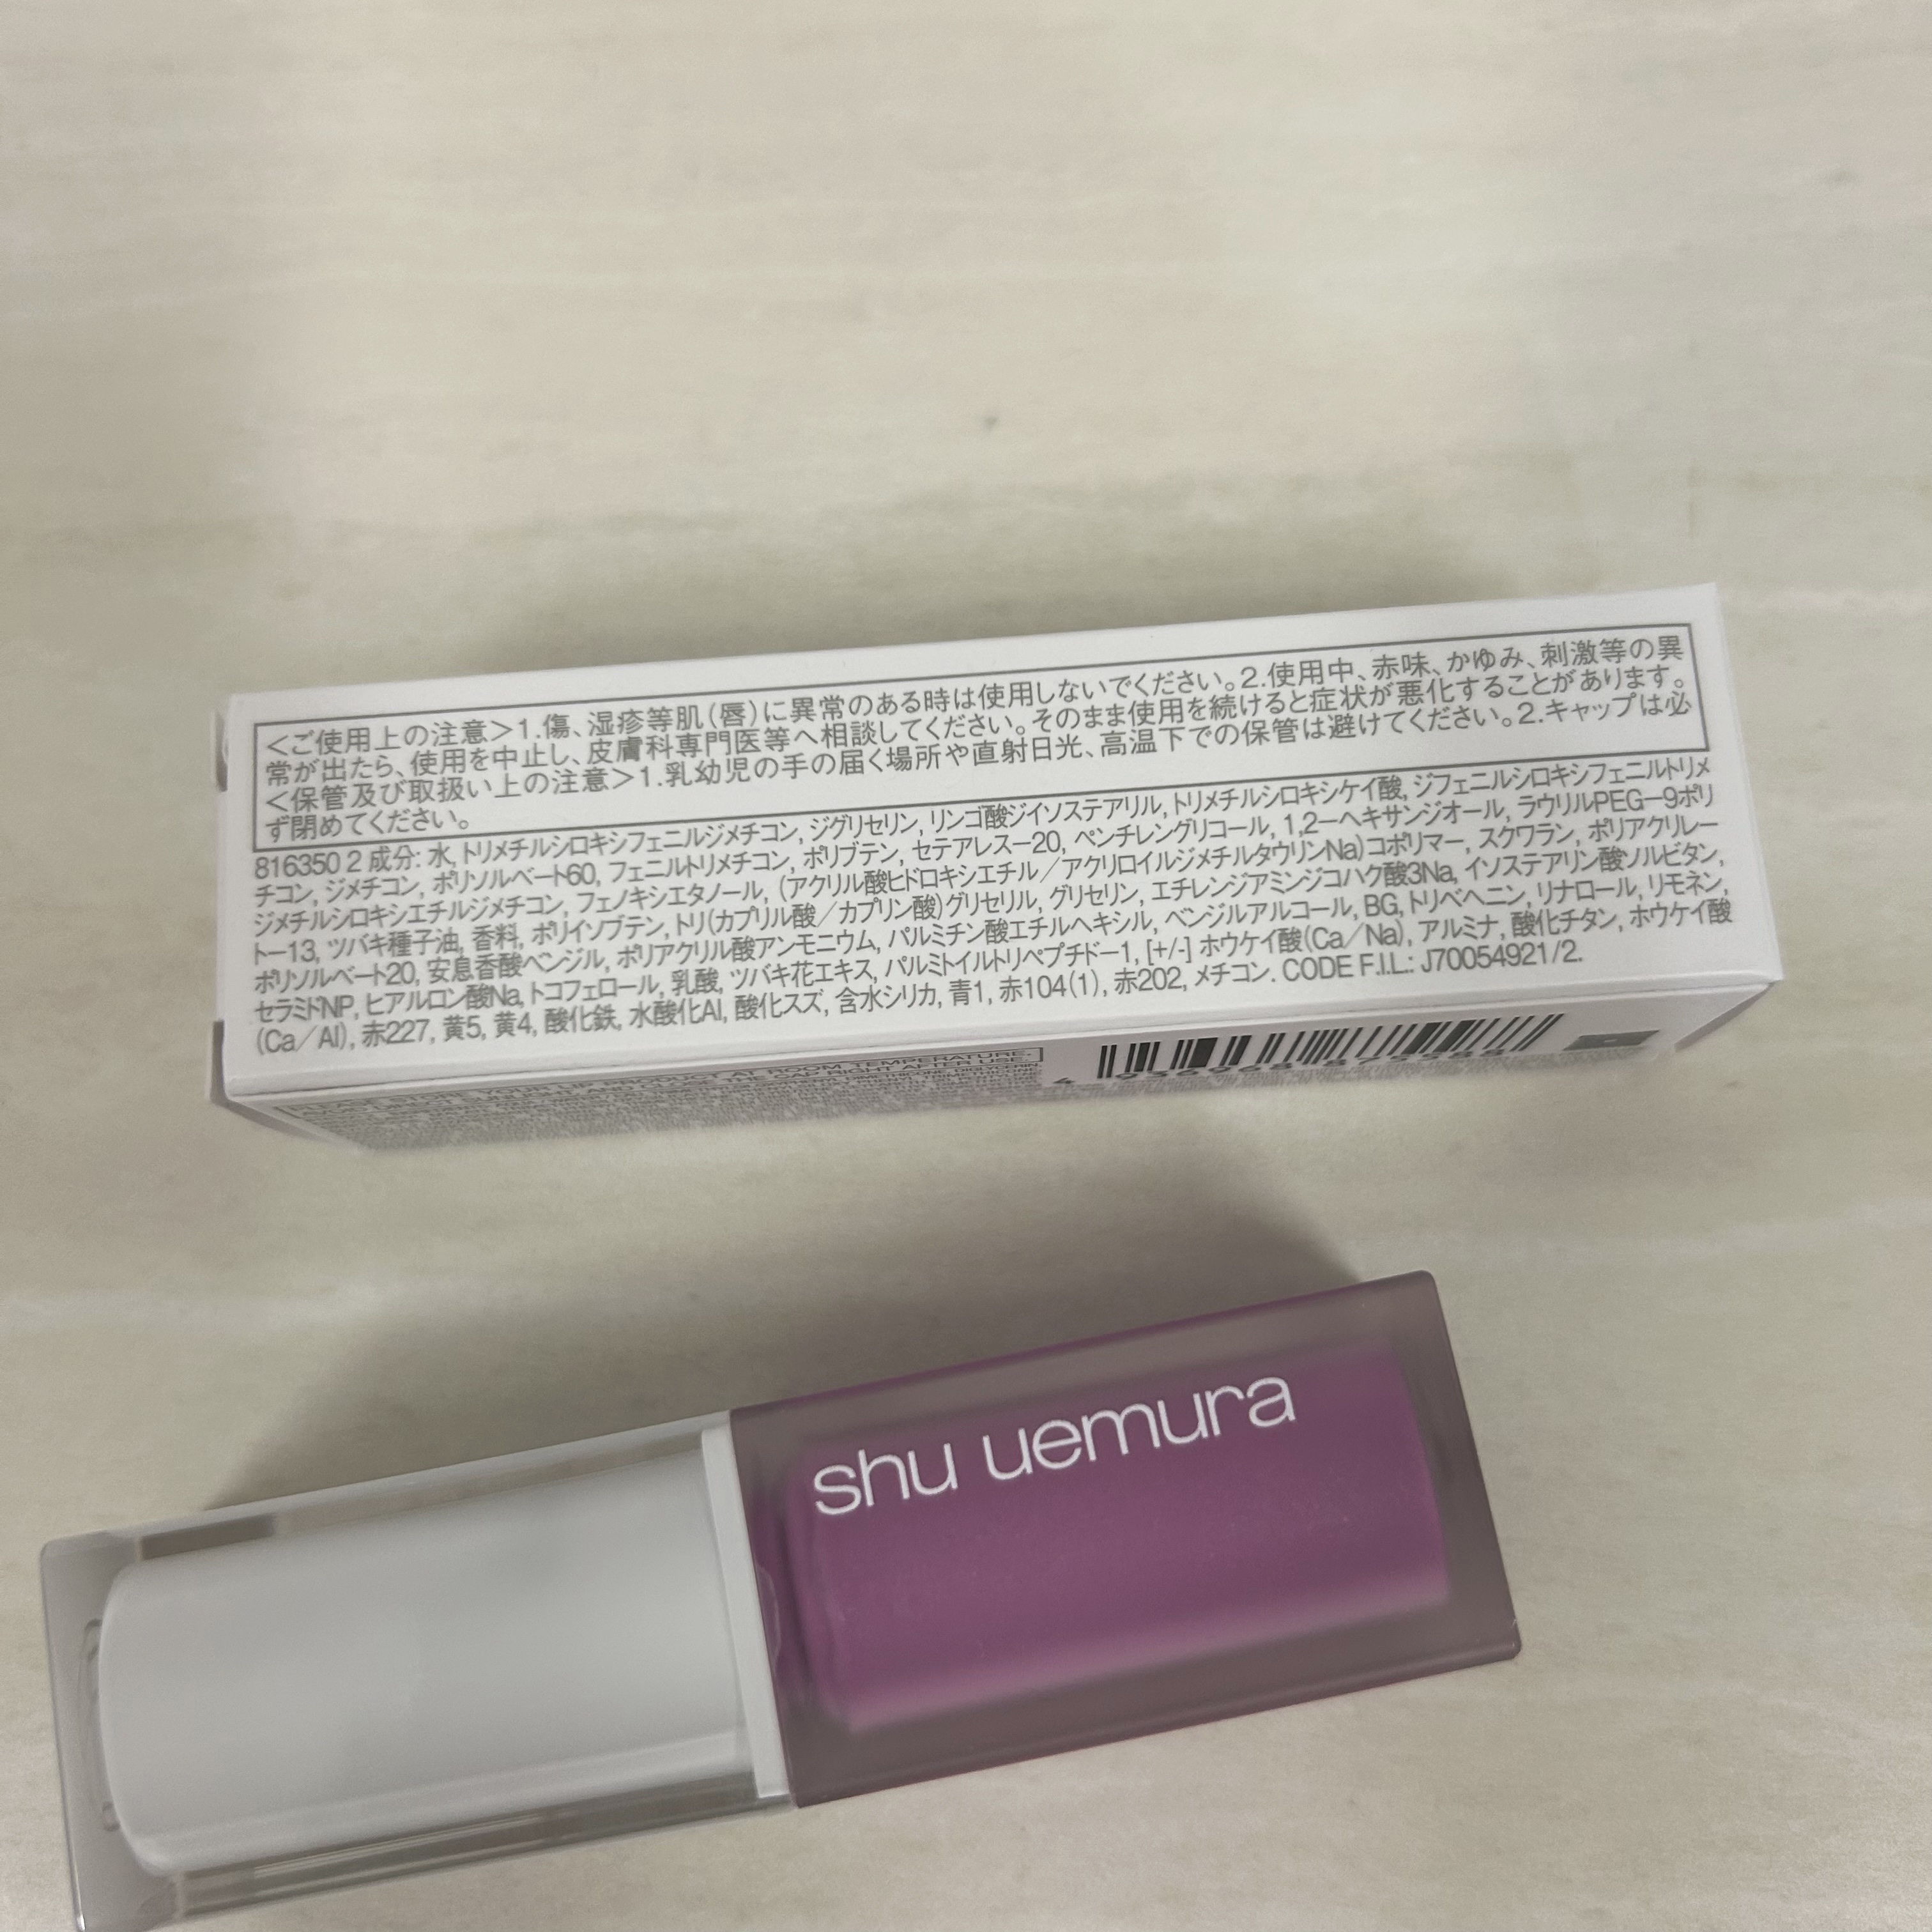 <ご使用上の注意>1.傷、湿疹等肌(唇)に異常のある時は使用しないでください。2.使用中、赤味、かゆみ、刺激等の異
常が出たら、使用を中止し、皮膚科専門医等へ相談してください。そのまま使用を続けると症状が悪化することがあります。
<保管及び取扱い上の注意>1.乳幼児の手の届く場所や直射日光、高温下での保管は避けてください。2.キャップは必
ず閉めてください。
816350 2 成分: 水, トリメチルシロキシフェニルジメチコン, ジグリセリン, リンゴ酸ジイソステアリル, トリメチルシロキシケイ酸, ジフェニルシロキシフェニルトリメ
チコン, ジメチコン, ポリソルベート60, フェニルトリメチコン, ポリブテン, セテアレス-20, ペンチレングリコール, 1,2-ヘキサンジオール, ラウリルPEG-9ポリ
ジメチルシロキシエチルジメチコン, フェノキシエタノール, (アクリル酸ヒドロキシエチル/アクリロイルジメチルタウリンNa)コポリマー, スクワラン, ポリアクリレー
ト-13, ツバキ種子油, 香料, ポリイソブテン, トリ(カプリル酸/カプリン酸)グリセリル, グリセリン, エチレンジアミンジコハク酸3Na, イソステアリン酸ソルビタン,
ポリソルベート20, 安息香酸ベンジル, ポリアクリル酸アンモニウム, パルミチン酸エチルヘキシル, ベンジルアルコール, BG, トリベヘニン, リナロール, リモネン,
セラミドNP, ヒアルロン酸Na, トコフェロール, 乳酸, ツバキ花エキス, パルミトイルトリペプチド-1, [+/-] ホウケイ酸(Ca/Na), アルミナ, 酸化チタン, ホウケイ酸
(Ca/Al), 赤227, 黄5, 黄4, 酸化鉄, 水酸化Al, 酸化スズ, 含水シリカ, 青1, 赤104(1), 赤202, メチコン. CODE F.I.L.: J70054921/2.
YOUR LIP PRODUCT AT ROOM TEMPERATURE.
THE CAP RIGHT AFTER USE.
shu uemura